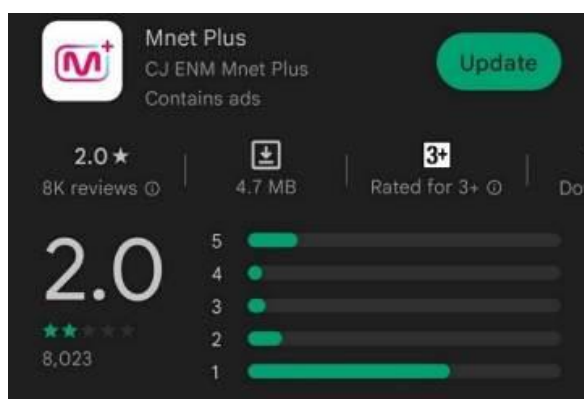 Mnet Plus
CJ ENM Mnet Plus
Contains ads
Update
2.0★
8K reviews
4.7 MB
3+
Rated for 3+
Do
2.0
8,023
5
4
3
2
1